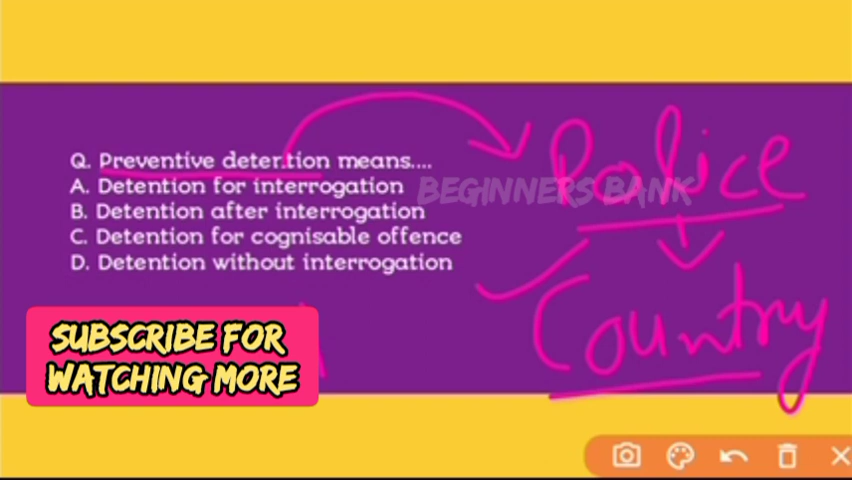 Q. Preventive detention means....
A. Detention for interrogation
B. Detention after interrogation
C. Detention for cognisable offence
D. Detention without interrogation
BEGINNERS BANK
Police
Country
SUBSCRIBE FOR
WATCHING MORE